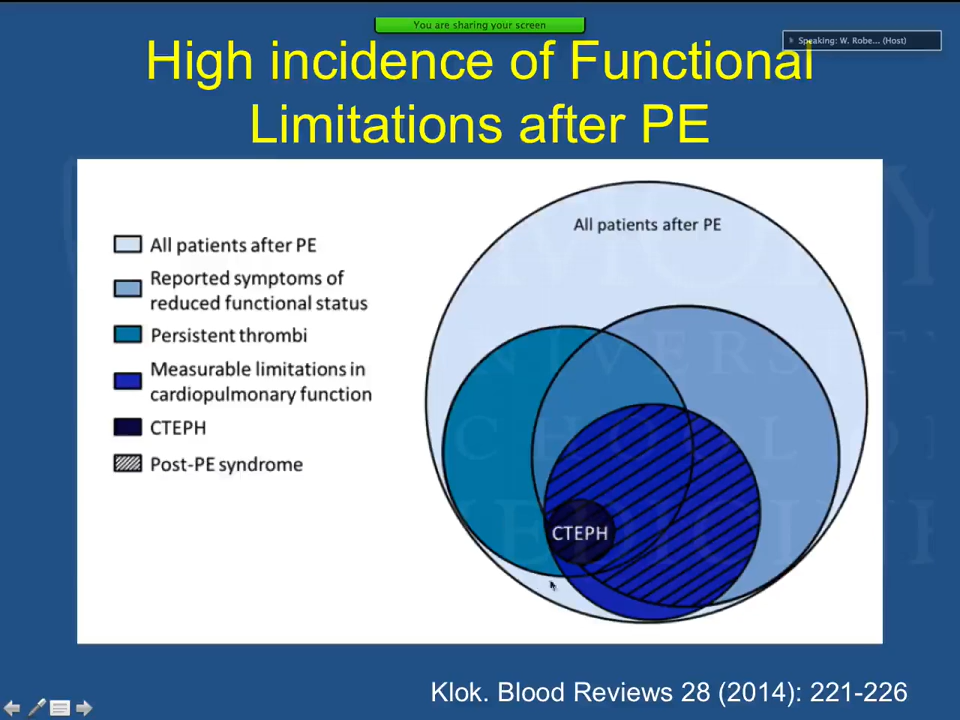 You are sharing your screen
Speaking: W. Robe... (Host)
High incidence of Functional
Limitations after PE
All patients after PE
Reported symptoms of
reduced functional status
Persistent thrombi
Measurable limitations in
cardiopulmonary function
CTEPH
Post-PE syndrome
All patients after PE
CTEPH
Klok. Blood Reviews 28 (2014): 221-226